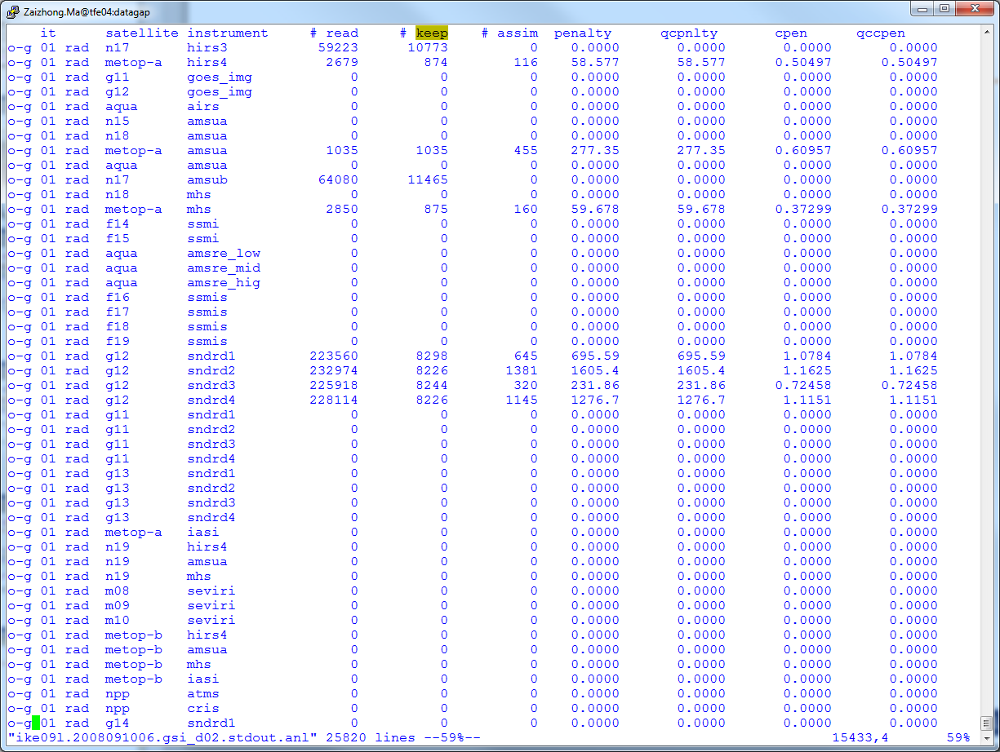 Zaizhong.Ma@tfe04:datagap
it satellite instrument # read # keep # assim penalty qcpnlty cpen qccpen
o-g 01 rad n17 hirs3 59223 10773 0 0.0000 0.0000 0.0000 0.0000
o-g 01 rad metop-a hirs4 2679 874 116 58.577 58.577 0.50497 0.50497
o-g 01 rad g11 goes_img 0 0 0 0.0000 0.0000 0.0000 0.0000
o-g 01 rad g12 goes_img 0 0 0 0.0000 0.0000 0.0000 0.0000
o-g 01 rad aqua airs 0 0 0 0.0000 0.0000 0.0000 0.0000
o-g 01 rad n15 amsua 0 0 0 0.0000 0.0000 0.0000 0.0000
o-g 01 rad n18 amsua 0 0 0 0.0000 0.0000 0.0000 0.0000
o-g 01 rad metop-a amsua 1035 1035 455 277.35 277.35 0.60957 0.60957
o-g 01 rad aqua amsua 0 0 0 0.0000 0.0000 0.0000 0.0000
o-g 01 rad n17 amsub 64080 11465 0 0.0000 0.0000 0.0000 0.0000
o-g 01 rad n18 mhs 0 0 0 0.0000 0.0000 0.0000 0.0000
o-g 01 rad metop-a mhs 2850 875 160 59.678 59.678 0.37299 0.37299
o-g 01 rad f14 ssmi 0 0 0 0.0000 0.0000 0.0000 0.0000
o-g 01 rad f15 ssmi 0 0 0 0.0000 0.0000 0.0000 0.0000
o-g 01 rad aqua amsre_low 0 0 0 0.0000 0.0000 0.0000 0.0000
o-g 01 rad aqua amsre_mid 0 0 0 0.0000 0.0000 0.0000 0.0000
o-g 01 rad aqua amsre_hig 0 0 0 0.0000 0.0000 0.0000 0.0000
o-g 01 rad f16 ssmis 0 0 0 0.0000 0.0000 0.0000 0.0000
o-g 01 rad f17 ssmis 0 0 0 0.0000 0.0000 0.0000 0.0000
o-g 01 rad f18 ssmis 0 0 0 0.0000 0.0000 0.0000 0.0000
o-g 01 rad f19 ssmis 0 0 0 0.0000 0.0000 0.0000 0.0000
o-g 01 rad g12 sndrd1 223560 8298 645 695.59 695.59 1.0784 1.0784
o-g 01 rad g12 sndrd2 232974 8226 1381 1605.4 1605.4 1.1625 1.1625
o-g 01 rad g12 sndrd3 225918 8244 320 231.86 231.86 0.72458 0.72458
o-g 01 rad g12 sndrd4 228114 8226 1145 1276.7 1276.7 1.1151 1.1151
o-g 01 rad g11 sndrd1 0 0 0 0.0000 0.0000 0.0000 0.0000
o-g 01 rad g11 sndrd2 0 0 0 0.0000 0.0000 0.0000 0.0000
o-g 01 rad g11 sndrd3 0 0 0 0.0000 0.0000 0.0000 0.0000
o-g 01 rad g11 sndrd4 0 0 0 0.0000 0.0000 0.0000 0.0000
o-g 01 rad g13 sndrd1 0 0 0 0.0000 0.0000 0.0000 0.0000
o-g 01 rad g13 sndrd2 0 0 0 0.0000 0.0000 0.0000 0.0000
o-g 01 rad g13 sndrd3 0 0 0 0.0000 0.0000 0.0000 0.0000
o-g 01 rad g13 sndrd4 0 0 0 0.0000 0.0000 0.0000 0.0000
o-g 01 rad metop-a iasi 0 0 0 0.0000 0.0000 0.0000 0.0000
o-g 01 rad n19 hirs4 0 0 0 0.0000 0.0000 0.0000 0.0000
o-g 01 rad n19 amsua 0 0 0 0.0000 0.0000 0.0000 0.0000
o-g 01 rad n19 mhs 0 0 0 0.0000 0.0000 0.0000 0.0000
o-g 01 rad m08 seviri 0 0 0 0.0000 0.0000 0.0000 0.0000
o-g 01 rad m09 seviri 0 0 0 0.0000 0.0000 0.0000 0.0000
o-g 01 rad m10 seviri 0 0 0 0.0000 0.0000 0.0000 0.0000
o-g 01 rad metop-b hirs4 0 0 0 0.0000 0.0000 0.0000 0.0000
o-g 01 rad metop-b amsua 0 0 0 0.0000 0.0000 0.0000 0.0000
o-g 01 rad metop-b mhs 0 0 0 0.0000 0.0000 0.0000 0.0000
o-g 01 rad metop-b iasi 0 0 0 0.0000 0.0000 0.0000 0.0000
o-g 01 rad npp atms 0 0 0 0.0000 0.0000 0.0000 0.0000
o-g 01 rad npp cris 0 0 0 0.0000 0.0000 0.0000 0.0000
o-g 01 rad g14 sndrd1 0 0 0 0.0000 0.0000 0.0000 0.0000
"ike09l.2008091006.gsi_d02.stdout.anl" 25820 lines --59%-- 15433,4 59%